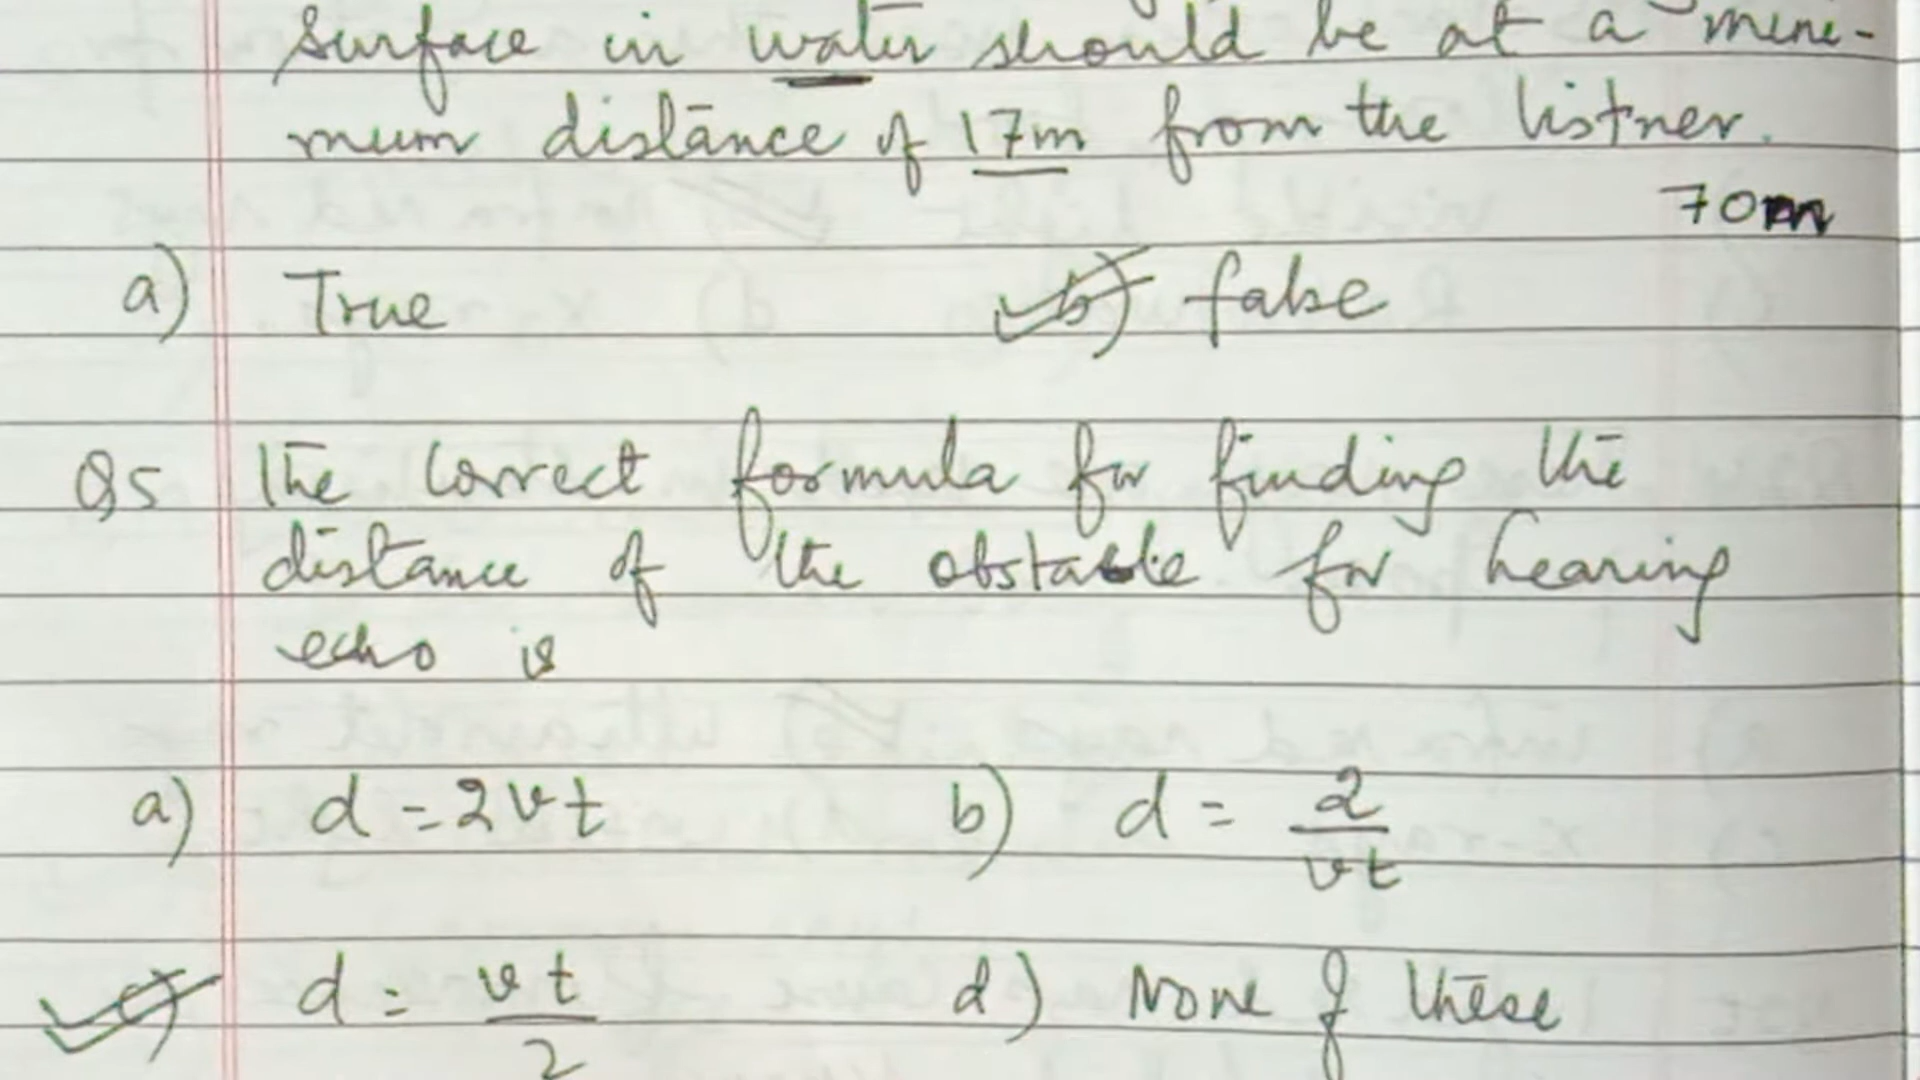 surface in water should be at a mini-
mum distance of 17m from the listner.
70m
a) True b) false
Q5 The correct formula for finding the
distance of the obstacle for hearing
echo is
a) d = 2vt b) d = 2/vt
c) d = vt/2 d) None of these